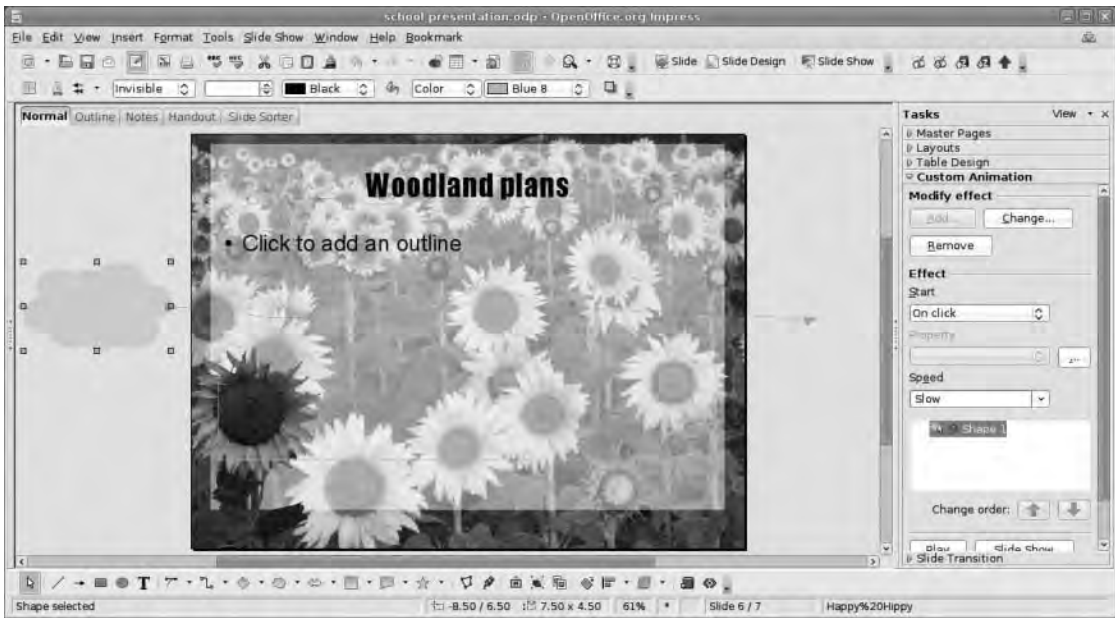 school presentation.odp - OpenOffice.org Impress
File Edit View Insert Format Tools Slide Show Window Help Bookmark
Slide Slide Design Slide Show
Invisible Black Color Blue 8
Normal Outline Notes Handout Slide Sorter
Tasks View
Master Pages
Layouts
Table Design
Custom Animation
Modify effect
Add... Change...
Remove
Effect
Start
On click
Property
Speed
Slow
Shape 1
Change order:
Play Slide Show
Slide Transition
Woodland plans
• Click to add an outline
Shape selected -8.50 / 6.50 7.50 x 4.50 61% * Slide 6 / 7 Happy%20Hippy